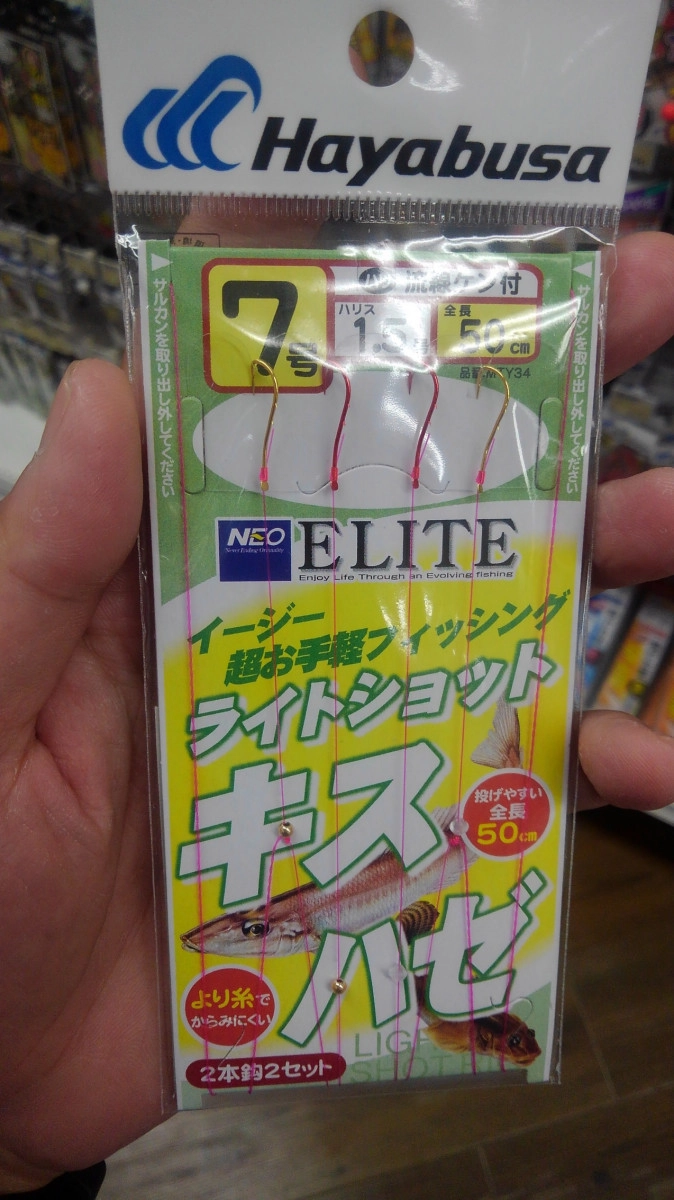 Hayabusa
7号
流線ケン付
ハリス
1.5号
全長
50cm
品番.MTY34
サルカンを取り出し外してください
サルカンを取り出し外してください
NEO
Never Ending Originality
ELITE
Enjoy Life Through an Evolving fishing
イージー
超お手軽フィッシング
ライトショット
キス
ハゼ
投げやすい
全長
50cm
より糸で
からみにくい
2本鈎2セット